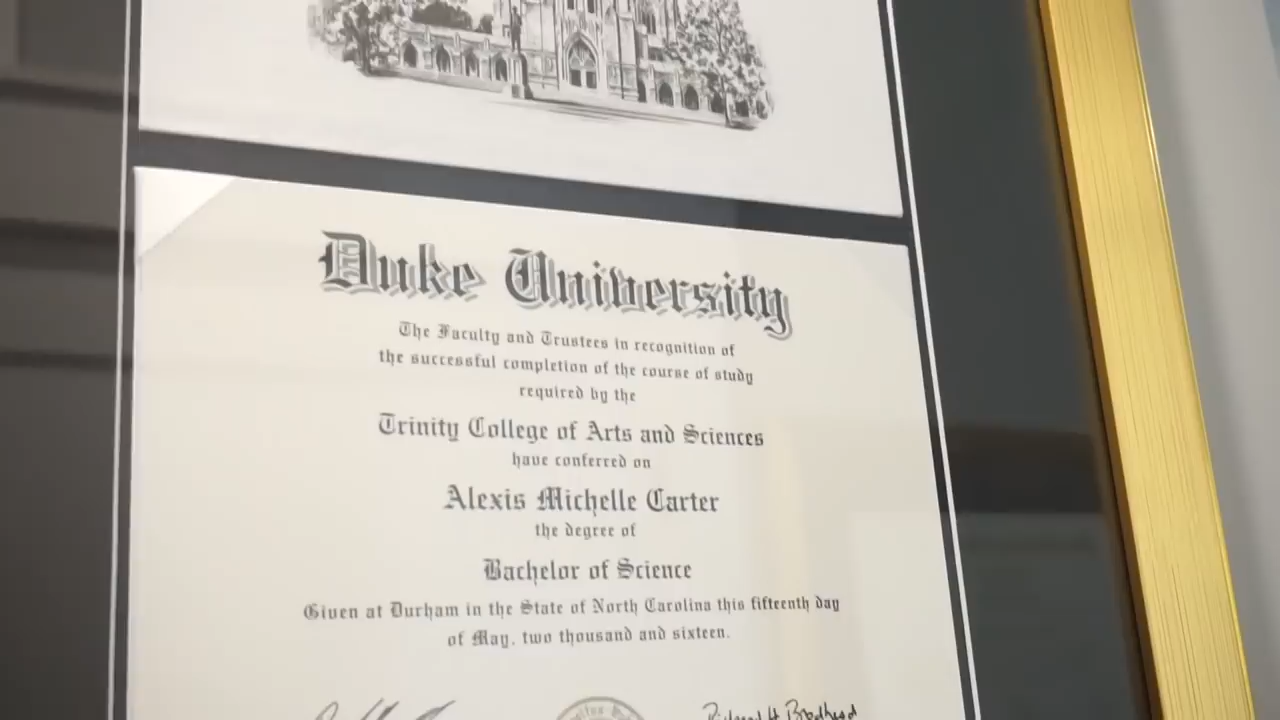 Duke University
The Faculty and Trustees in recognition of
the successful completion of the course of study
required by the
Trinity College of Arts and Sciences
have conferred on
Alexis Michelle Carter
the degree of
Bachelor of Science
Given at Durham in the State of North Carolina this fifteenth day
of May, two thousand and sixteen.
Richard H. Brodhead